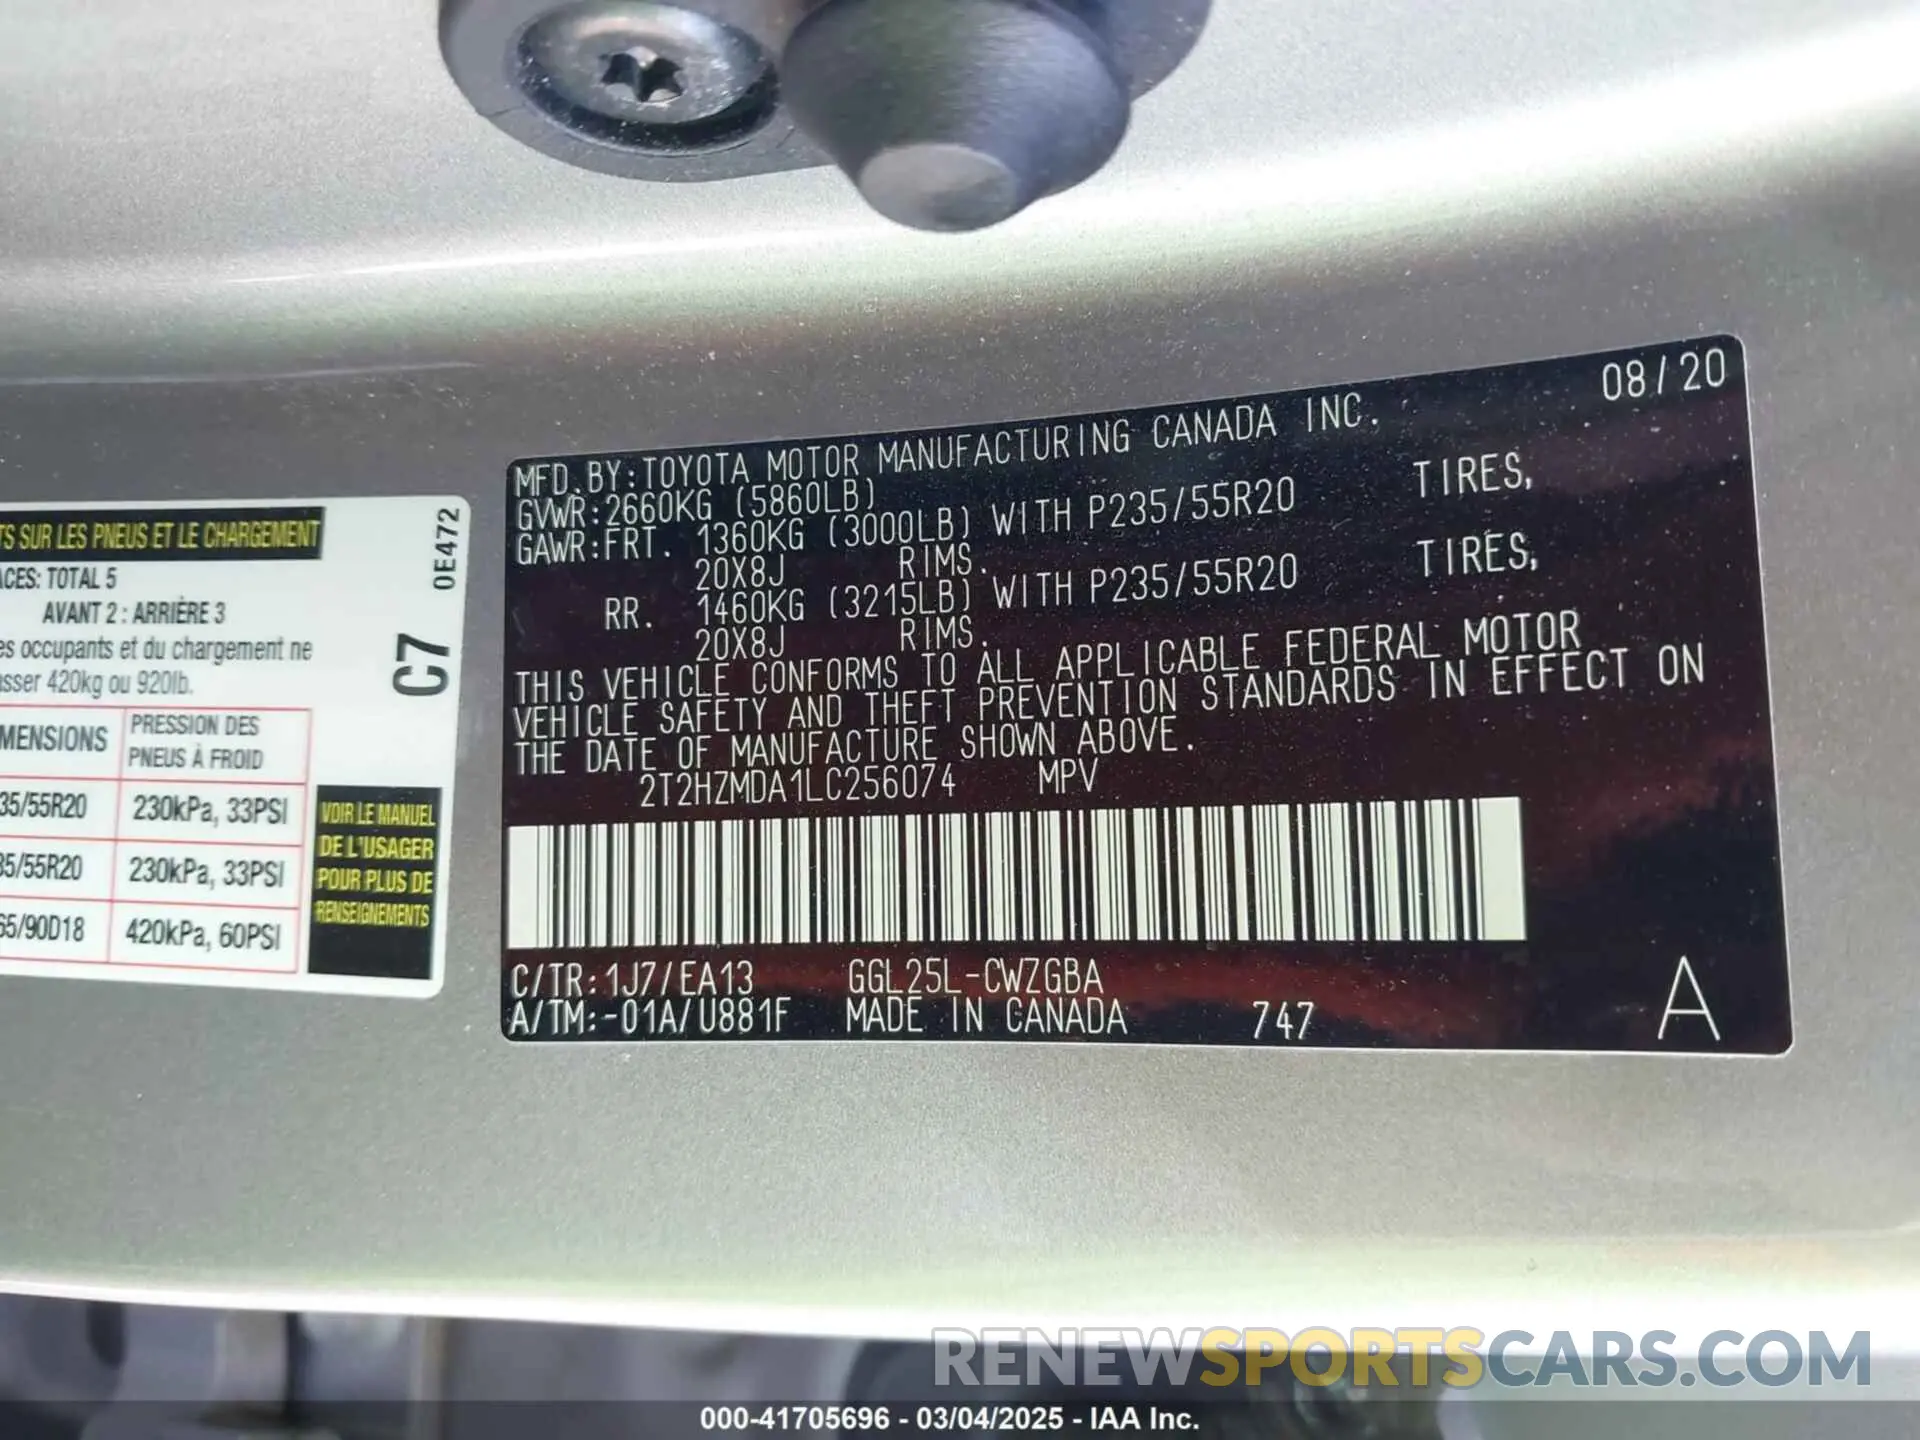 TS SUR LES PNEUS ET LE CHARGEMENT
ACES: TOTAL 5
AVANT 2 : ARRIÈRE 3
es occupants et du chargement ne
asser 420kg ou 920lb.
MENSIONS
PRESSION DES
PNEUS À FROID
35/55R20
230kPa, 33PSI
35/55R20
230kPa, 33PSI
65/90D18
420kPa, 60PSI
0E472
C7
VOIR LE MANUEL
DE L'USAGER
POUR PLUS DE
RENSEIGNEMENTS
08/20
MFD.BY:TOYOTA MOTOR MANUFACTURING CANADA INC.
GVWR:2660KG (5860LB)
GAWR:FRT. 1360KG (3000LB) WITH P235/55R20 TIRES,
20X8J RIMS.
RR. 1460KG (3215LB) WITH P235/55R20 TIRES,
20X8J RIMS.
THIS VEHICLE CONFORMS TO ALL APPLICABLE FEDERAL MOTOR
VEHICLE SAFETY AND THEFT PREVENTION STANDARDS IN EFFECT ON
THE DATE OF MANUFACTURE SHOWN ABOVE.
2T2HZMDA1LC256074 MPV
C/TR:1J7/EA13 GGL25L-CWZGBA
A/TM:-01A/U881F MADE IN CANADA 747 A
RENEWSPORTSCARS.COM
000-41705696 - 03/04/2025 - IAA Inc.